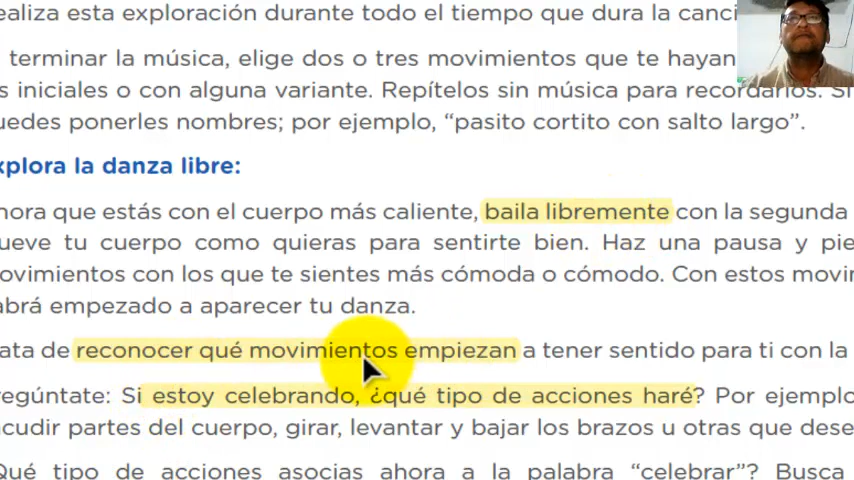 ealiza esta exploración durante todo el tiempo que dura la canci
terminar la música, elige dos o tres movimientos que te hayan
s iniciales o con alguna variante. Repítelos sin música para recordarlos. Si
uedes ponerles nombres; por ejemplo, “pasito cortito con salto largo”.
xplora la danza libre:
hora que estás con el cuerpo más caliente, baila libremente con la segunda
ueve tu cuerpo como quieras para sentirte bien. Haz una pausa y pie
ovimientos con los que te sientes más cómoda o cómodo. Con estos movi
abrá empezado a aparecer tu danza.
ata de reconocer qué movimientos empiezan a tener sentido para ti con la
regúntate: Si estoy celebrando, ¿qué tipo de acciones haré? Por ejemplo
acudir partes del cuerpo, girar, levantar y bajar los brazos u otras que dese
Qué tipo de acciones asocias ahora a la palabra “celebrar”? Busca